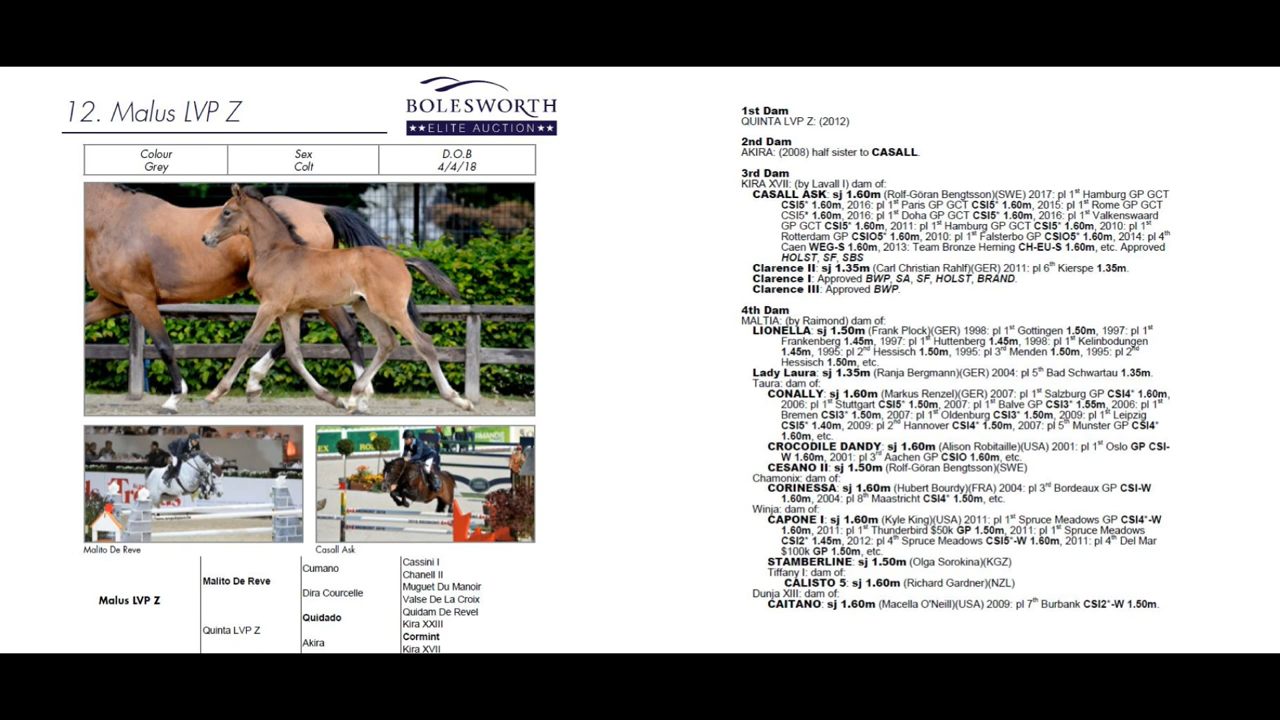 12. Malus LVP Z
BOLESWORTH
★★ELITE AUCTION★★
Colour Sex D.O.B
Grey Colt 4/4/18
Malito De Reve Casall Ask
Malus LVP Z
Malito De Reve
Quinta LVP Z
Cumano
Dira Courcelle
Quidado
Akira
Cassini I
Chanell II
Muguet Du Manoir
Valse De La Croix
Quidam De Revel
Kira XXIII
Cormint
Kira XVII
1st Dam
QUINTA LVP Z: (2012)
2nd Dam
AKIRA: (2008) half sister to CASALL.
3rd Dam
KIRA XVII: (by Lavall I) dam of:
CASALL ASK: sj 1.60m (Rolf-Göran Bengtsson)(SWE) 2017: pl 1st Hamburg GP GCT
CSI5* 1.60m, 2016: pl 1st Paris GP GCT CSI5* 1.60m, 2015: pl 1st Rome GP GCT
CSI5* 1.60m, 2016: pl 1st Doha GP GCT CSI5* 1.60m, 2016: pl 1st Valkenswaard
GP GCT CSI5* 1.60m, 2011: pl 1st Hamburg GP GCT CSI5* 1.60m, 2010: pl 1st
Rotterdam GP CSIO5* 1.60m, 2010: pl 1st Falsterbo GP CSIO5* 1.60m, 2014: pl 4th
Caen WEG-S 1.60m, 2013: Team Bronze Herning CH-EU-S 1.60m, etc. Approved
HOLST, SF, SBS
Clarence II: sj 1.35m (Carl Christian Rahlf)(GER) 2011: pl 6th Kierspe 1.35m.
Clarence I: Approved BWP, SA, SF, HOLST, BRAND.
Clarence III: Approved BWP.
4th Dam
MALTIA: (by Raimond) dam of:
LIONELLA: sj 1.50m (Frank Plock)(GER) 1998: pl 1st Gottingen 1.50m, 1997: pl 1st
Frankenberg 1.45m, 1997: pl 1st Huttenberg 1.45m, 1998: pl 1st Kelinbodungen
1.45m, 1995: pl 2nd Hessisch 1.50m, 1995: pl 3rd Menden 1.50m, 1995: pl 2nd
Hessisch 1.50m, etc.
Lady Laura: sj 1.35m (Ranja Bergmann)(GER) 2004: pl 5th Bad Schwartau 1.35m.
Taura: dam of:
CONALLY: sj 1.60m (Markus Renzel)(GER) 2007: pl 1st Salzburg GP CSI4* 1.60m,
2006: pl 1st Stuttgart CSI5* 1.50m, 2007: pl 1st Balve GP CSI3* 1.55m, 2006: pl 1st
Bremen CSI3* 1.50m, 2007: pl 1st Oldenburg CSI3* 1.50m, 2009: pl 1st Leipzig
CSI5* 1.40m, 2009: pl 2nd Hannover CSI4* 1.50m, 2007: pl 5th Munster GP CSI4*
1.60m, etc.
CROCODILE DANDY: sj 1.60m (Alison Robitaille)(USA) 2001: pl 1st Oslo GP CSI-
W 1.60m, 2001: pl 3rd Aachen GP CSIO 1.60m, etc.
CESANO II: sj 1.50m (Rolf-Göran Bengtsson)(SWE)
Chamonix: dam of:
CORINESSA: sj 1.60m (Hubert Bourdy)(FRA) 2004: pl 3rd Bordeaux GP CSI-W
1.60m, 2004: pl 8th Maastricht CSI4* 1.50m, etc.
Winja: dam of:
CAPONE I: sj 1.60m (Kyle King)(USA) 2011: pl 1st Spruce Meadows GP CSI4*-W
1.60m, 2011: pl 1st Thunderbird $50k GP 1.50m, 2011: pl 1st Spruce Meadows
CSI2* 1.45m, 2012: pl 4th Spruce Meadows CSI5*-W 1.60m, 2011: pl 4th Del Mar
$100k GP 1.50m, etc.
STAMBERLINE: sj 1.50m (Olga Sorokina)(KGZ)
Tiffany I: dam of:
CALISTO 5: sj 1.60m (Richard Gardner)(NZL)
Dunja XIII: dam of:
CAITANO: sj 1.60m (Macella O'Neill)(USA) 2009: pl 7th Burbank CSI2*-W 1.50m.